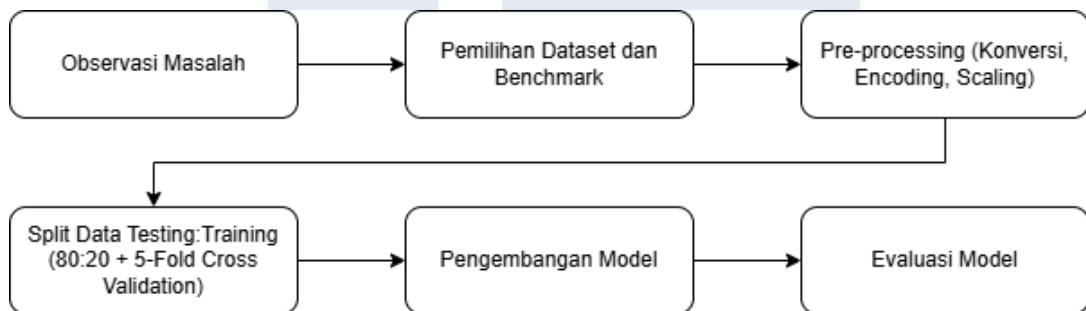 Observasi Masalah
Pemilihan Dataset dan
Benchmark
Pre-processing (Konversi,
Encoding, Scaling)
Split Data Testing:Training
(80:20 + 5-Fold Cross
Validation)
Pengembangan Model
Evaluasi Model